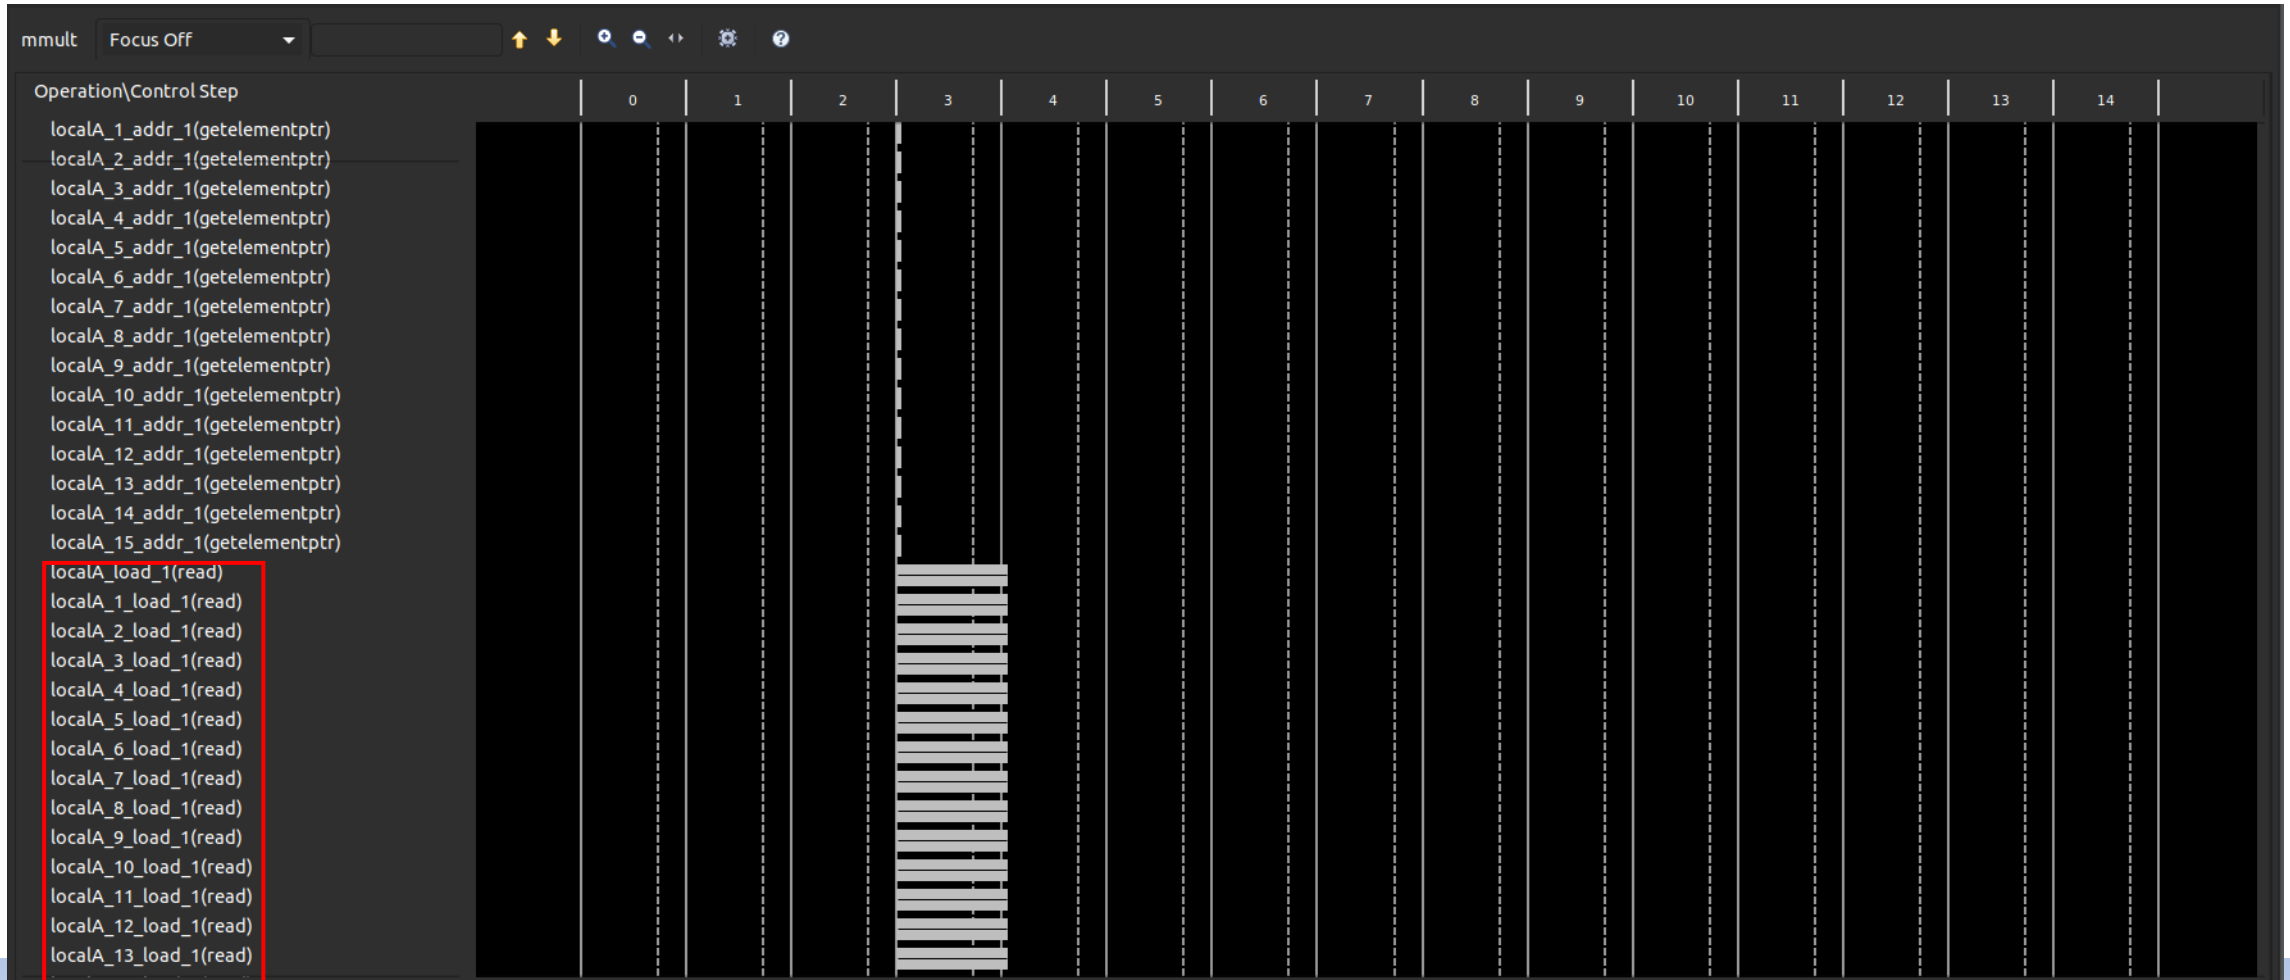 mmult Focus Off
Operation\Control Step 0 1 2 3 4 5 6 7 8 9 10 11 12 13 14
localA_1_addr_1(getelementptr)
localA_2_addr_1(getelementptr)
localA_3_addr_1(getelementptr)
localA_4_addr_1(getelementptr)
localA_5_addr_1(getelementptr)
localA_6_addr_1(getelementptr)
localA_7_addr_1(getelementptr)
localA_8_addr_1(getelementptr)
localA_9_addr_1(getelementptr)
localA_10_addr_1(getelementptr)
localA_11_addr_1(getelementptr)
localA_12_addr_1(getelementptr)
localA_13_addr_1(getelementptr)
localA_14_addr_1(getelementptr)
localA_15_addr_1(getelementptr)
localA_load_1(read)
localA_1_load_1(read)
localA_2_load_1(read)
localA_3_load_1(read)
localA_4_load_1(read)
localA_5_load_1(read)
localA_6_load_1(read)
localA_7_load_1(read)
localA_8_load_1(read)
localA_9_load_1(read)
localA_10_load_1(read)
localA_11_load_1(read)
localA_12_load_1(read)
localA_13_load_1(read)